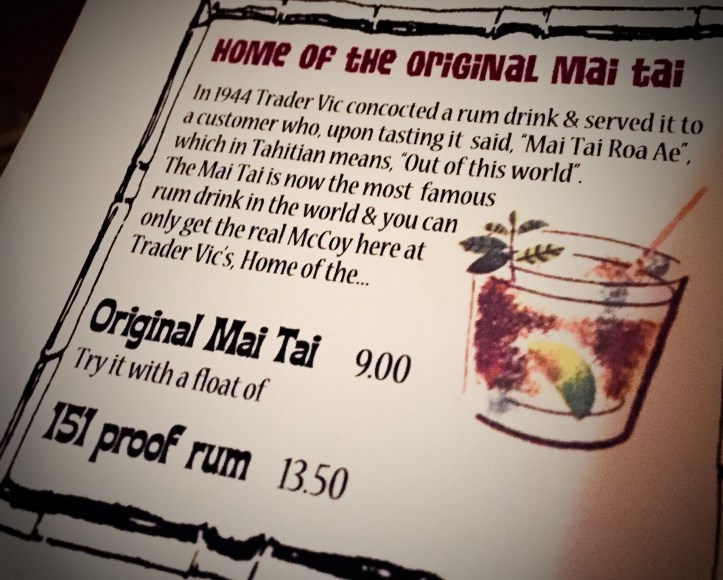 HOME OF THE ORIGINAL MAI TAI
In 1944 Trader Vic concocted a rum drink & served it to
a customer who, upon tasting it said, "Mai Tai Roa Ae",
which in Tahitian means, "Out of this world".
The Mai Tai is now the most famous
rum drink in the world & you can
only get the real McCoy here at
Trader Vic's, Home of the...
Original Mai Tai 9.00
Try it with a float of
151 proof rum 13.50